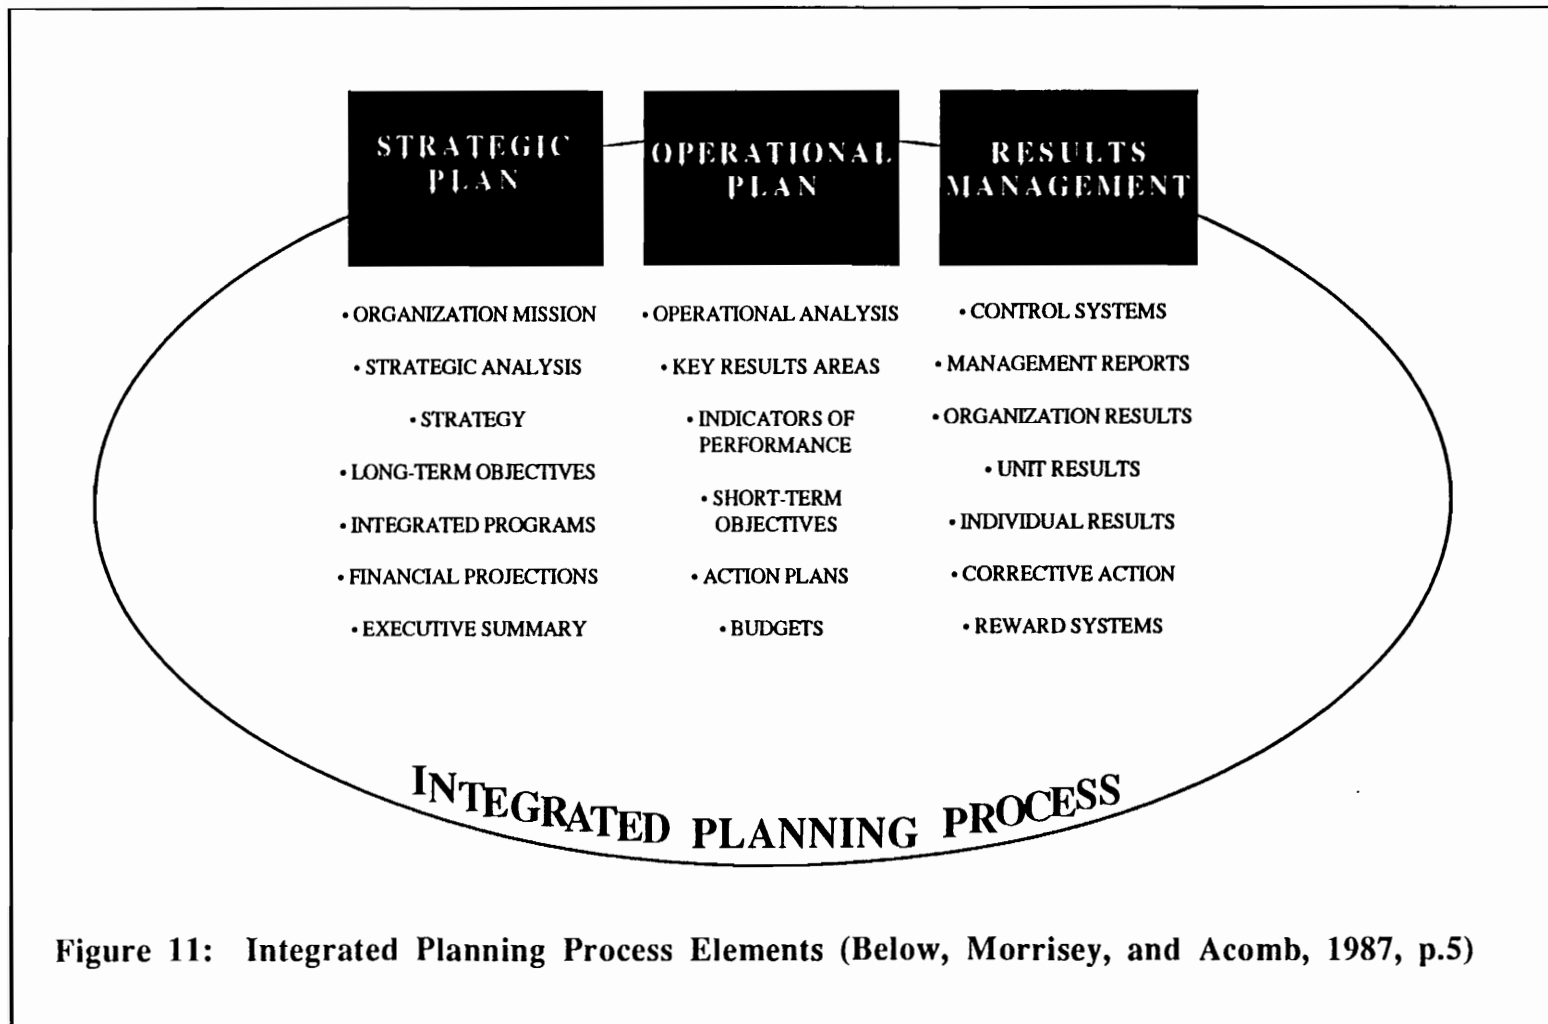 STRATEGIC
PLAN
OPERATIONAL
PLAN
RESULTS
MANAGEMENT
• ORGANIZATION MISSION
• STRATEGIC ANALYSIS
• STRATEGY
• LONG-TERM OBJECTIVES
• INTEGRATED PROGRAMS
• FINANCIAL PROJECTIONS
• EXECUTIVE SUMMARY
• OPERATIONAL ANALYSIS
• KEY RESULTS AREAS
• INDICATORS OF
PERFORMANCE
• SHORT-TERM
OBJECTIVES
• ACTION PLANS
• BUDGETS
• CONTROL SYSTEMS
• MANAGEMENT REPORTS
• ORGANIZATION RESULTS
• UNIT RESULTS
• INDIVIDUAL RESULTS
• CORRECTIVE ACTION
• REWARD SYSTEMS
INTEGRATED PLANNING PROCESS
Figure 11: Integrated Planning Process Elements (Below, Morrisey, and Acomb, 1987, p.5)